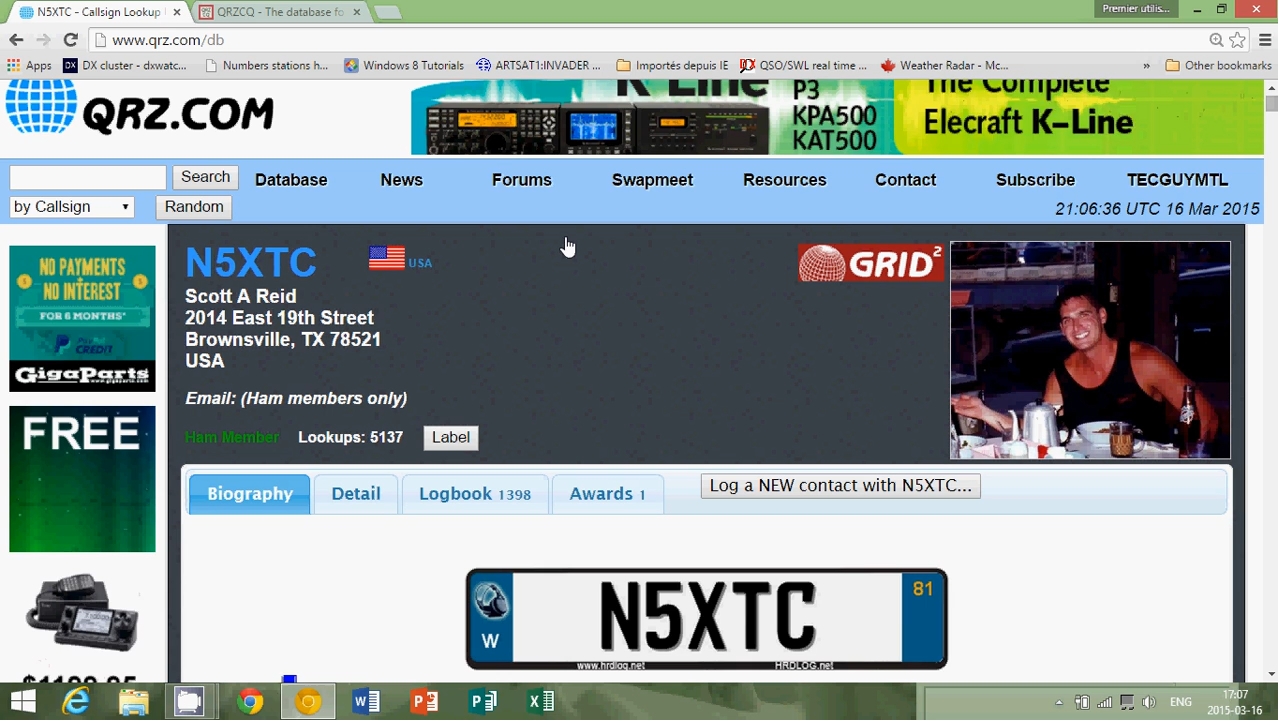 N5XTC - Callsign Lookup
QRZCQ - The database fo
Premier utilis...
www.qrz.com/db
Apps
DX cluster - dxwatc...
Numbers stations h...
Windows 8 Tutorials
ARTSAT1:INVADER ...
Importés depuis IE
QSO/SWL real time ...
Weather Radar - Mc...
»
Other bookmarks
QRZ.COM
K-Line
P3
KPA500
KAT500
The Complete
Elecraft K-Line
Search
Database
News
Forums
Swapmeet
Resources
Contact
Subscribe
TECGUYMTL
by Callsign
Random
21:06:36 UTC 16 Mar 2015
NO PAYMENTS
NO INTEREST
FOR 6 MONTHS*
PayPal
CREDIT
GigaParts
www.gigaparts.com
FREE
N5XTC
USA
GRID²
Scott A Reid
2014 East 19th Street
Brownsville, TX 78521
USA
Email: (Ham members only)
Ham Member
Lookups: 5137
Label
Biography
Detail
Logbook 1398
Awards 1
Log a NEW contact with N5XTC...
W
N5XTC
81
www.hrdlog.net
HRDLOG.net
ENG
17:07
2015-03-16